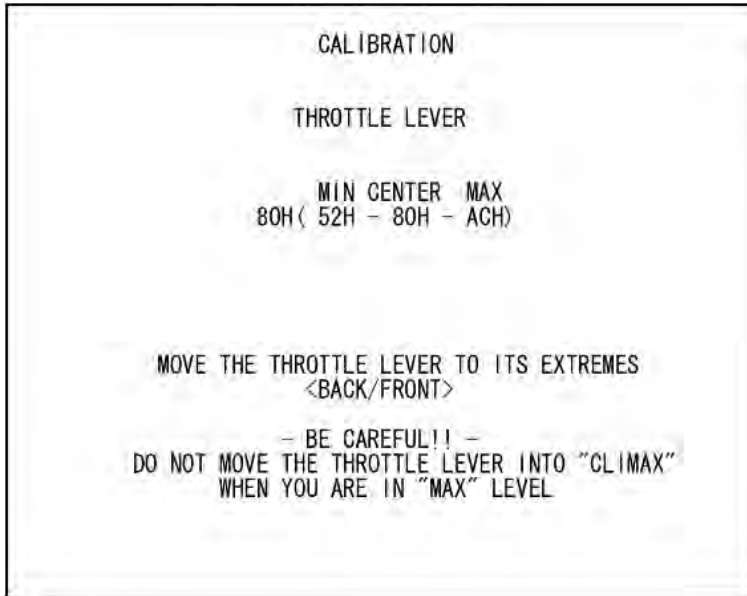 CALIBRATION
THROTTLE LEVER
MIN CENTER MAX
80H( 52H - 80H - ACH)
MOVE THE THROTTLE LEVER TO ITS EXTREMES
<BACK/FRONT>
- BE CAREFUL!! -
DO NOT MOVE THE THROTTLE LEVER INTO "CLIMAX"
WHEN YOU ARE IN "MAX" LEVEL